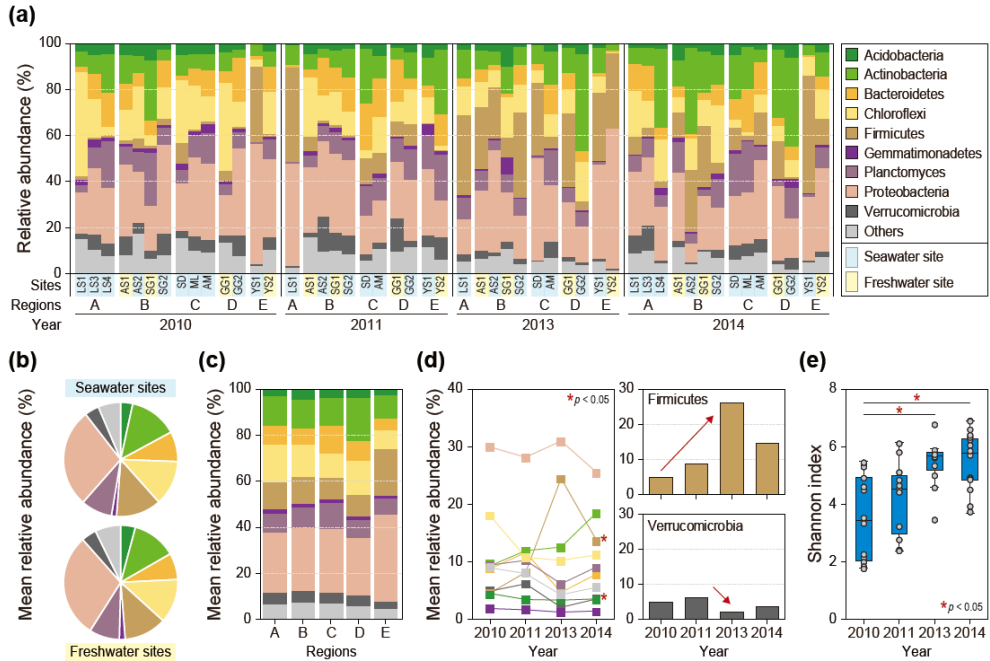 (a)
Relative abundance (%)
100
80
60
40
20
0
Sites
LS1 LS3 LS4 AS1 AS2 SG1 SG2 SD ML AM GG1 GG2 YS1 YS2
LS1 AS1 AS2 SG1 SG2 SD AM GG1 GG2 YS1 YS2
LS1 AS1 AS2 SG1 SG2 SD AM GG1 GG2 YS1 YS2
LS1 LS3 LS4 AS1 AS2 SG1 SG2 SD ML AM GG1 GG2 YS1 YS2
Regions
A B C D E
A B C D E
A B C D E
A B C D E
Year
2010 2011 2013 2014
Acidobacteria
Actinobacteria
Bacteroidetes
Chloroflexi
Firmicutes
Gemmatimonadetes
Planctomyces
Proteobacteria
Verrucomicrobia
Others
Seawater site
Freshwater site
(b)
Mean relative abundance (%)
Seawater sites
Freshwater sites
(c)
Mean relative abundance (%)
100
80
60
40
20
0
A B C D E
Regions
(d)
Mean relative abundance (%)
40
30
20
10
0
*p < 0.05
*
*
2010 2011 2013 2014
Year
30
20
10
0
Firmicutes
30
20
10
0
Verrucomicrobia
2010 2011 2013 2014
Year
(e)
Shannon index
8
6
4
2
0
*
*
*p < 0.05
2010 2011 2013 2014
Year